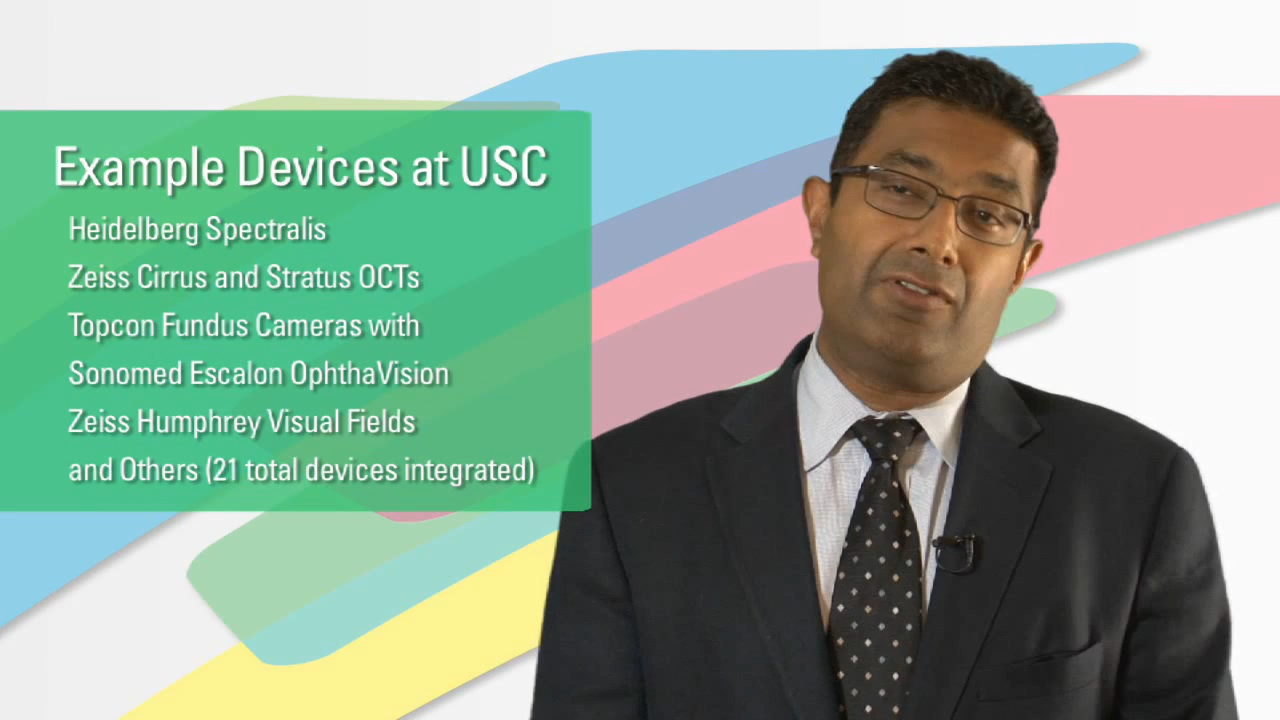 Example Devices at USC
Heidelberg Spectralis
Zeiss Cirrus and Stratus OCTs
Topcon Fundus Cameras with
Sonomed Escalon OphthaVision
Zeiss Humphrey Visual Fields
and Others (21 total devices integrated)